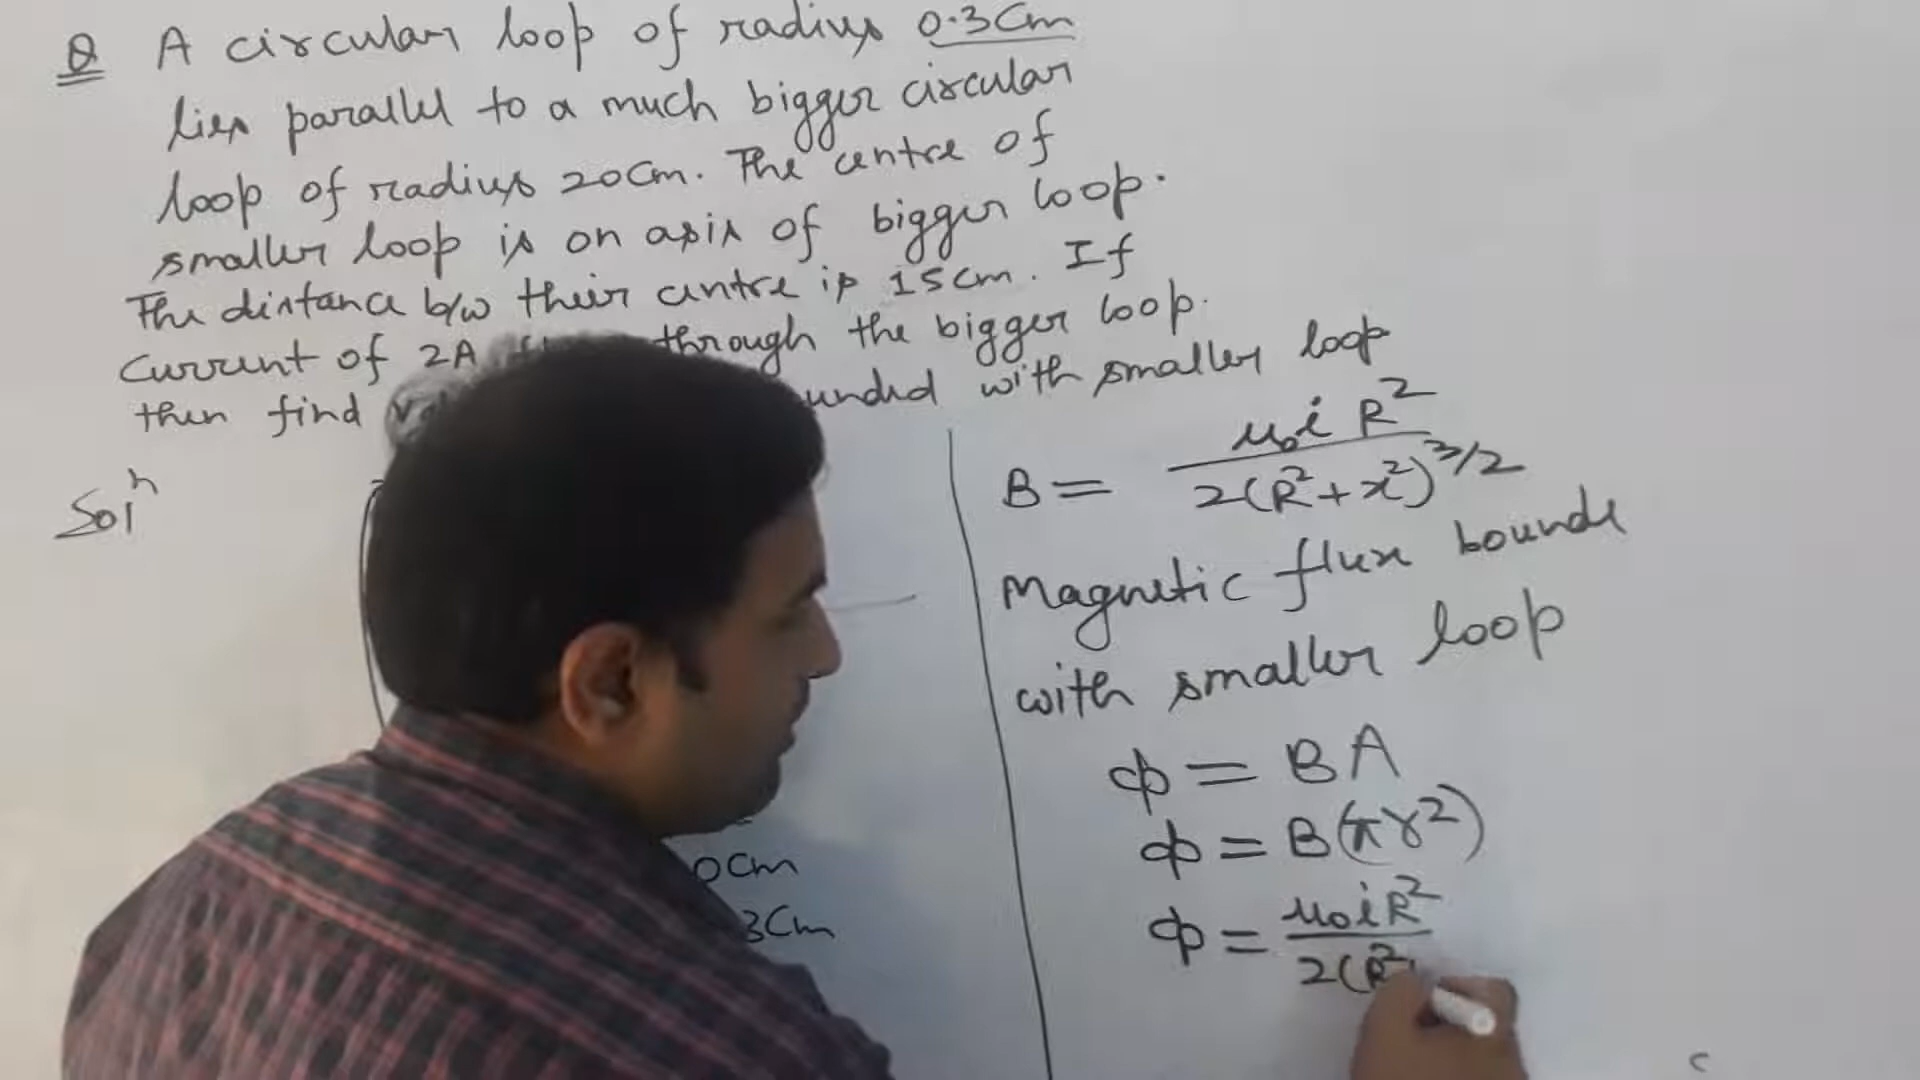 Q A circular loop of radius 0.3cm
lies parallel to a much bigger circular
loop of radius 20cm. The centre of
smaller loop is on axis of bigger loop.
The distance b/w their centre is 15cm. If
Current of 2A through the bigger loop.
then find with smaller loop
Solⁿ
0cm
3cm
B = μ₀iR² / 2(R²+x²)^3/2
Magnetic flux bounde
with smaller loop
φ = BA
φ = B(πr²)
φ = μ₀iR² / 2(R²